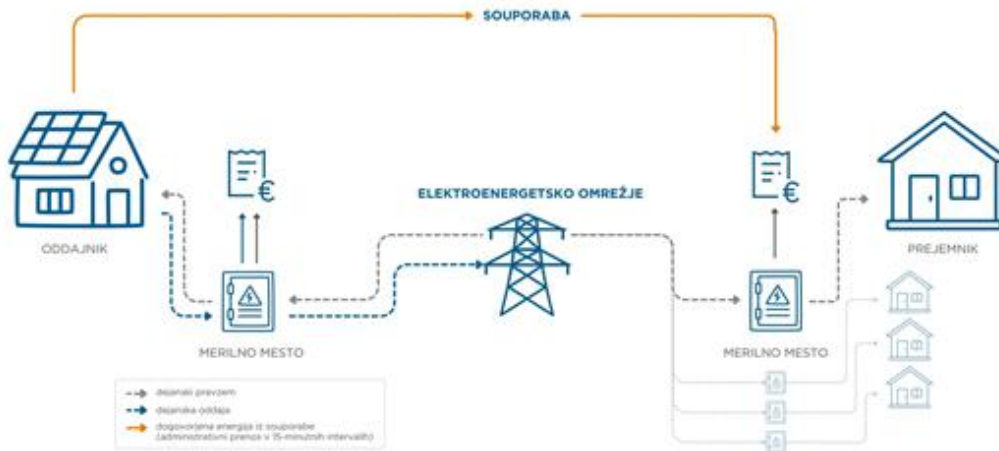 SOUPORABA
€
€
ELEKTROENERGETSKO OMREŽJE
ODDAJNIK
PREJEMNIK
MERILNO MESTO
MERILNO MESTO
dejanski prevzem
dejanska oddaja
dogovorjena energija iz souporabe
(administrativni prenos v 15-minutnih intervalih)